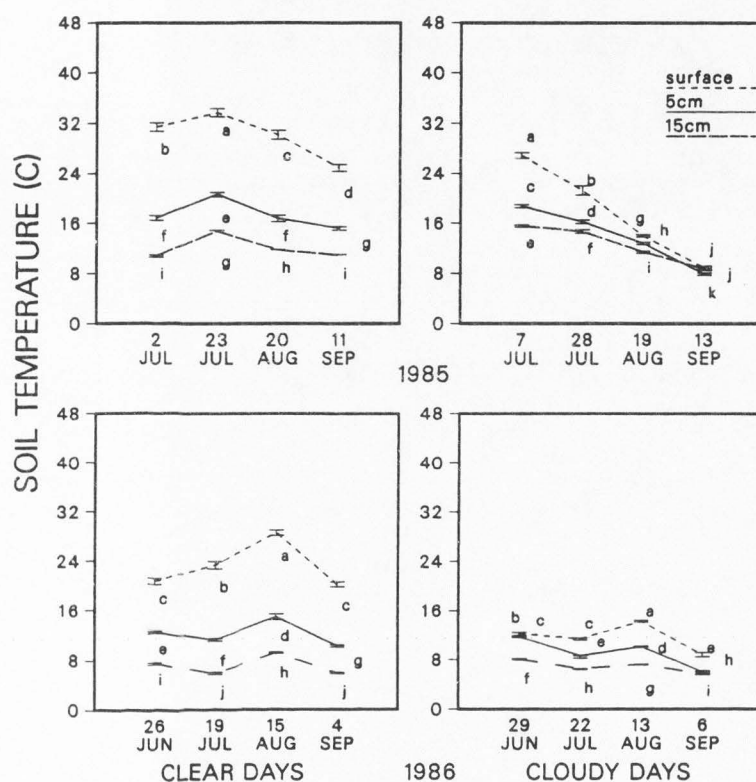 SOIL TEMPERATURE (C)
48
40
32
24
16
8
0
b a c d
f e f g
i g h i
2 23 20 11
JUL JUL AUG SEP
48
40
32
24
16
8
0
surface
5cm
15cm
a b g h j
c d j
e f i k
7 28 19 13
JUL JUL AUG SEP
1985
48
40
32
24
16
8
0
c b a c
e f d g
i j h j
26 19 15 4
JUN JUL AUG SEP
CLEAR DAYS
48
40
32
24
16
8
0
b c c a e
e d h
f h g i
29 22 13 6
JUN JUL AUG SEP
CLOUDY DAYS
1986